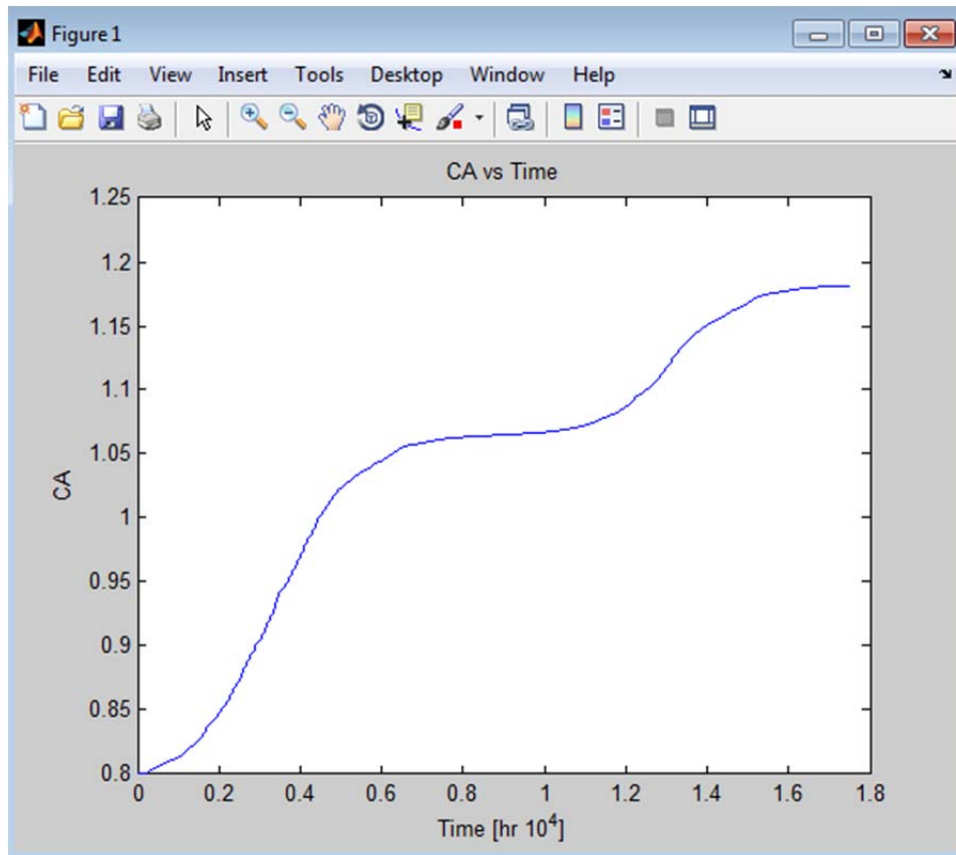 Figure 1
File Edit View Insert Tools Desktop Window Help
CA vs Time
1.25
1.2
1.15
1.1
1.05
1
0.95
0.9
0.85
0.8
CA
0 0.2 0.4 0.6 0.8 1 1.2 1.4 1.6 1.8
Time [hr 10⁴]